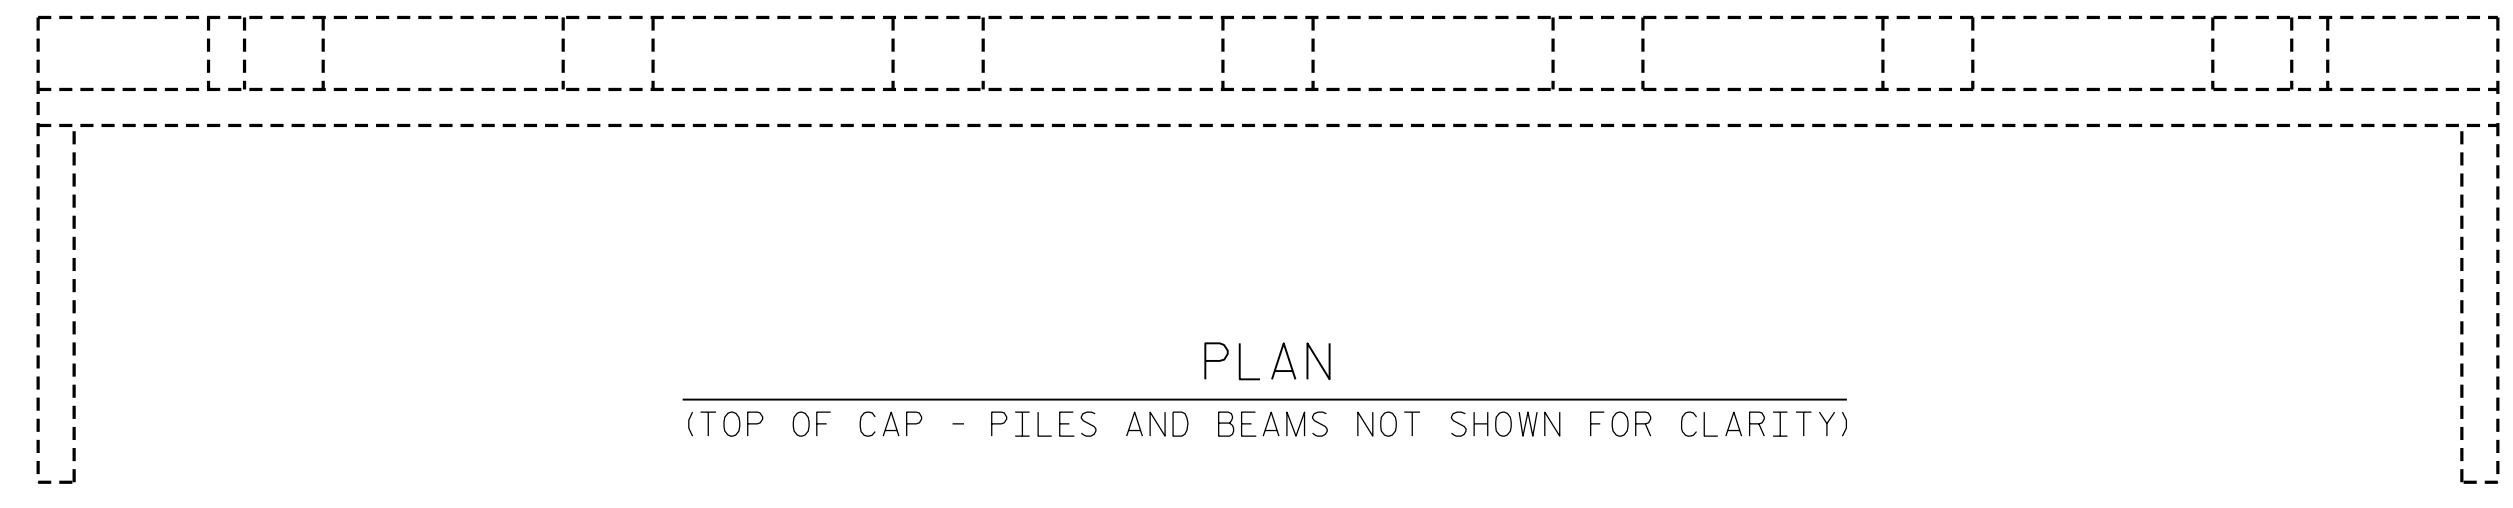 PLAN
(TOP OF CAP - PILES AND BEAMS NOT SHOWN FOR CLARITY)